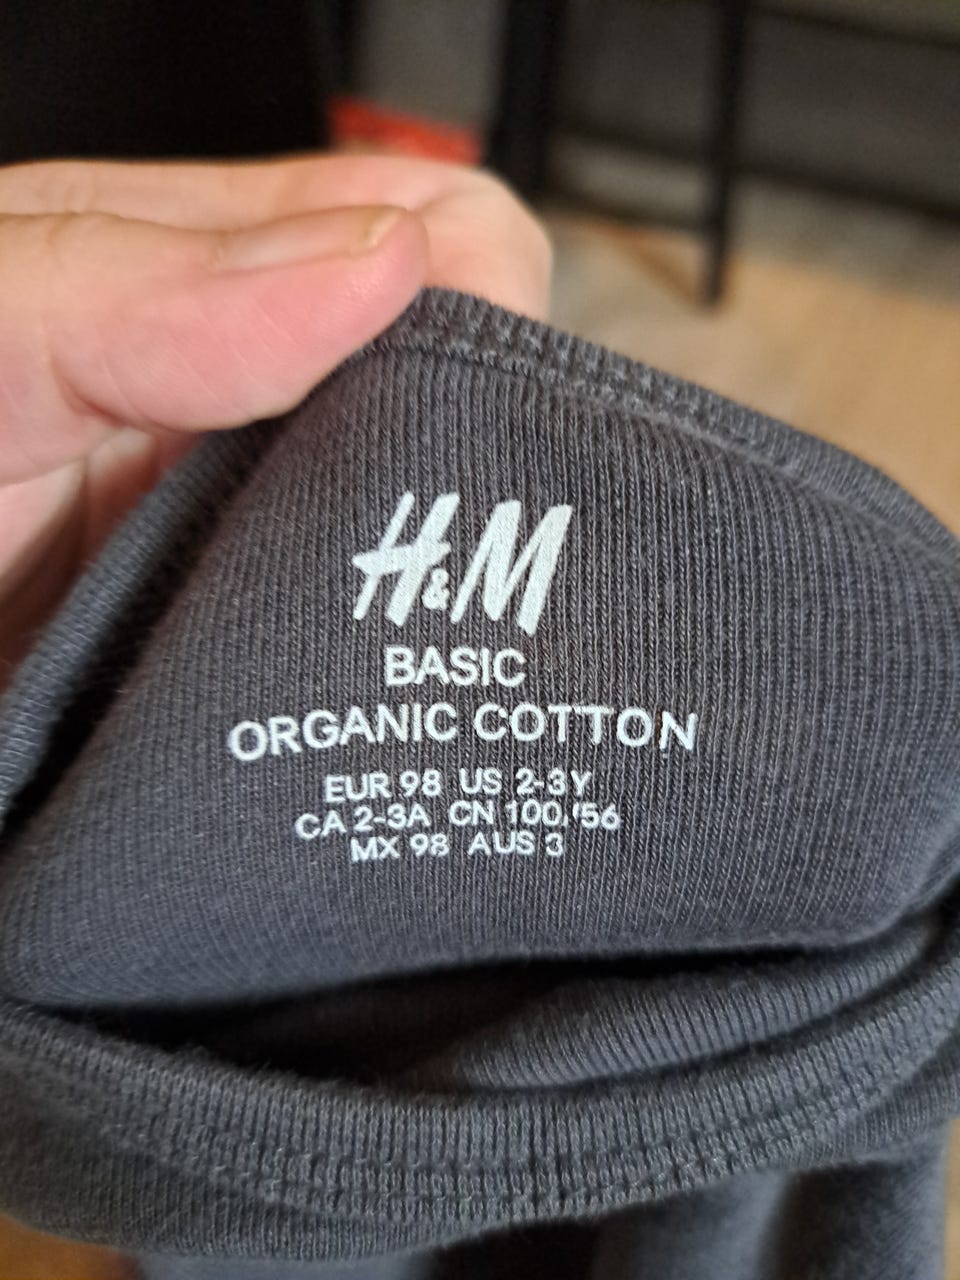 H&M
BASIC
ORGANIC COTTON
EUR 98 US 2-3Y
CA 2-3A CN 100/56
MX 98 AUS 3